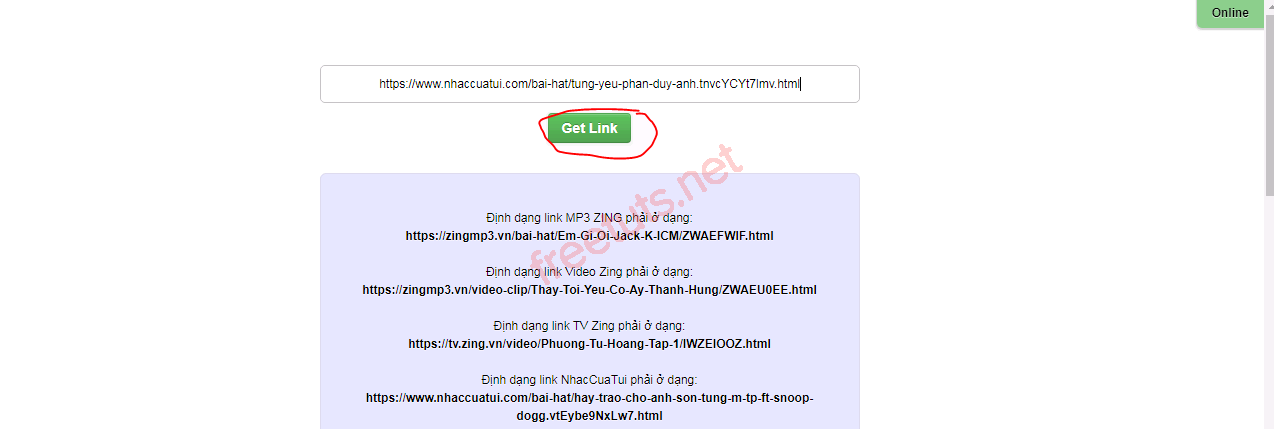 Online
https://www.nhaccuatui.com/bai-hat/tung-yeu-phan-duy-anh.tnvcYCYt7lmv.html
Get Link
freetuts.net
Định dạng link MP3 ZING phải ở dạng:
https://zingmp3.vn/bai-hat/Em-Gi-Oi-Jack-K-ICM/ZWAEFWIF.html
Định dạng link Video Zing phải ở dạng:
https://zingmp3.vn/video-clip/Thay-Toi-Yeu-Co-Ay-Thanh-Hung/ZWAEU0EE.html
Định dạng link TV Zing phải ở dạng:
https://tv.zing.vn/video/Phuong-Tu-Hoang-Tap-1/IWZEIOOZ.html
Định dạng link NhacCuaTui phải ở dạng:
https://www.nhaccuatui.com/bai-hat/hay-trao-cho-anh-son-tung-m-tp-ft-snoop-
dogg.vtEybe9NxLw7.html